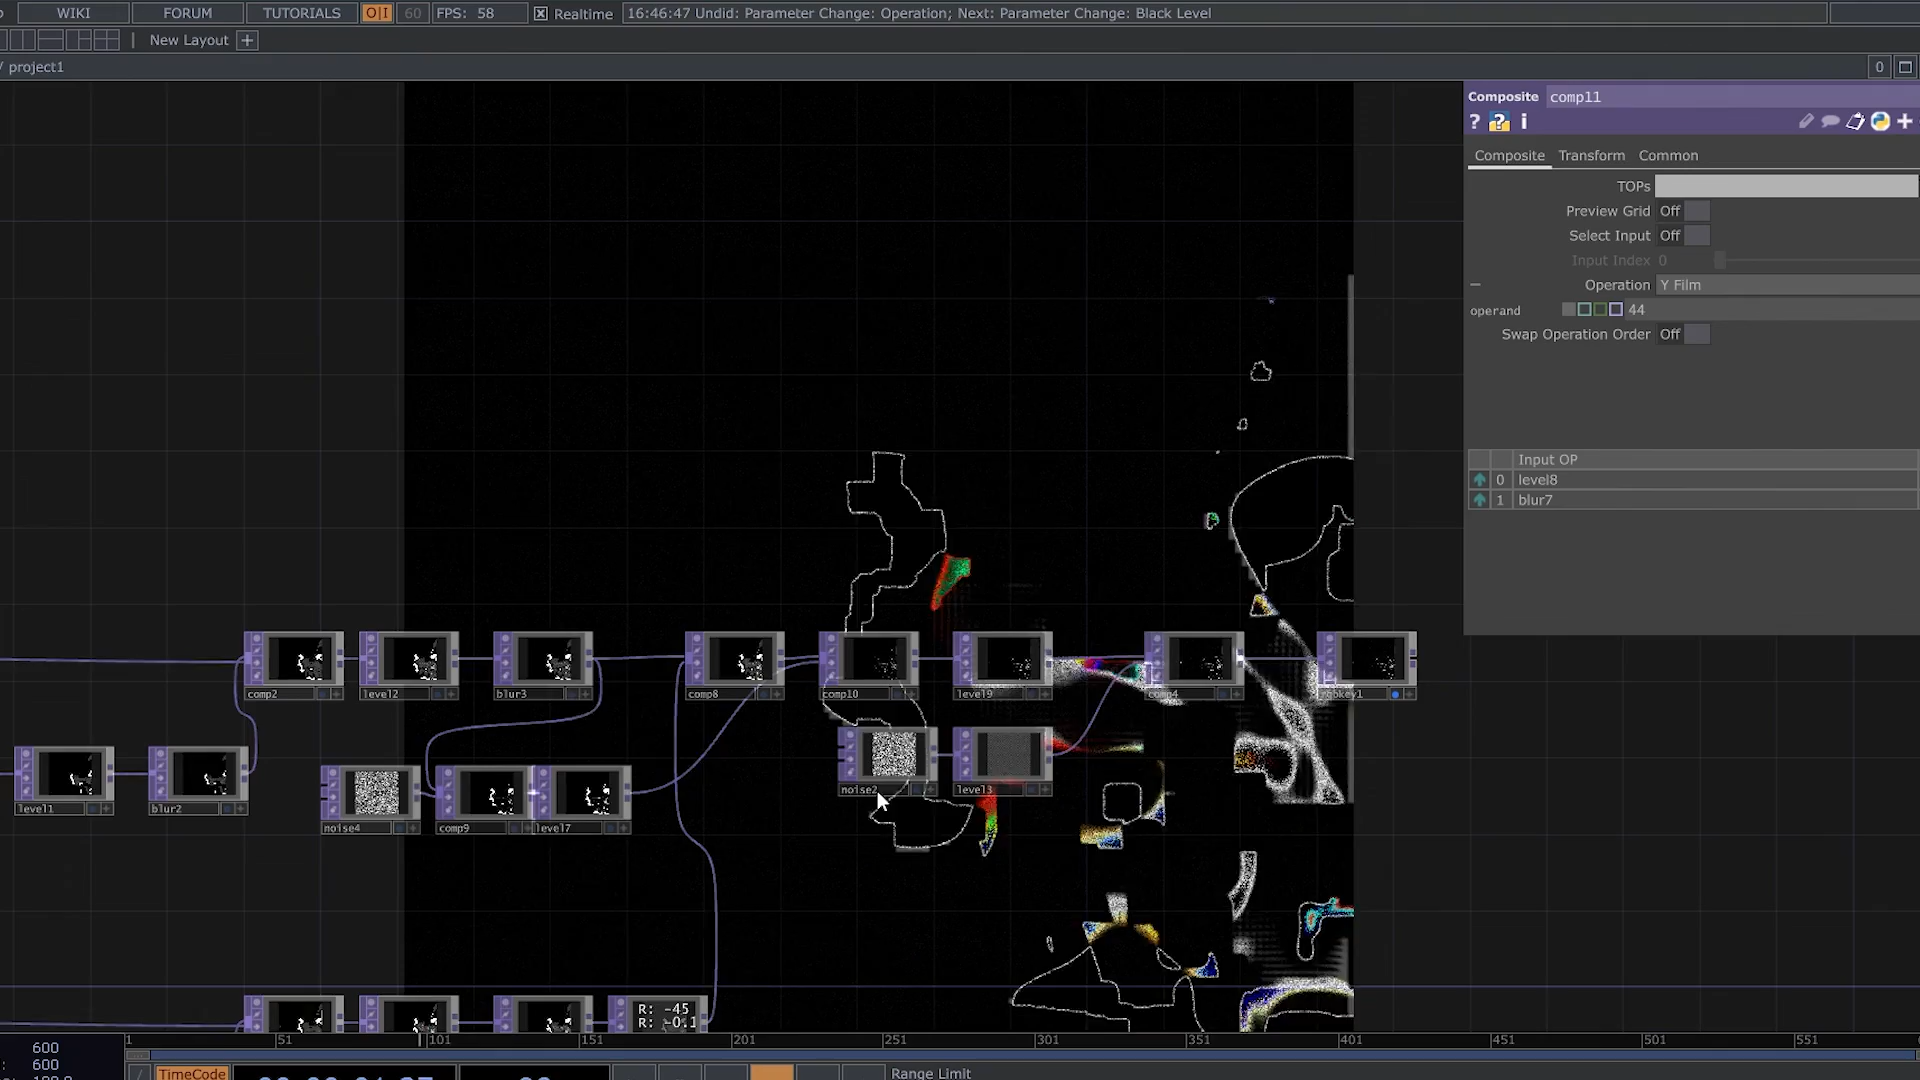 WIKI FORUM TUTORIALS O|I 60 FPS: 58 Realtime 16:46:47 Undid: Parameter Change: Operation; Next: Parameter Change: Black Level
New Layout +
/ project1 0
Composite comp11
? ? i
Composite Transform Common
TOPs
Preview Grid Off
Select Input Off
Input Index 0
Operation Y Film
operand 44
Swap Operation Order Off
Input OP
0 level8
1 blur7
comp2 level2 blur3 comp8 comp10 level9 comp4 rgbkey1
noise2 level3
level1 blur2 noise4 comp9 level7
R: -45
R: -0.1
1 51 101 151 201 251 301 351 401 451 501 551
600
600
TimeCode Range Limit